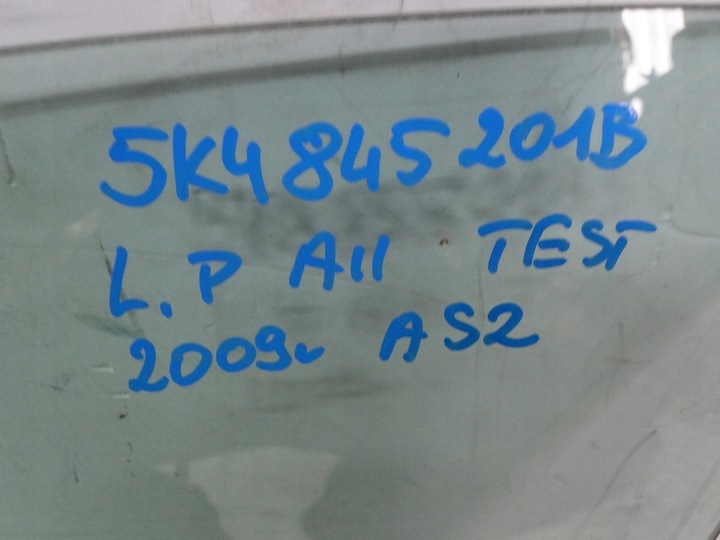 5K4 845 201B
L.P A11 TEST
2009r AS2